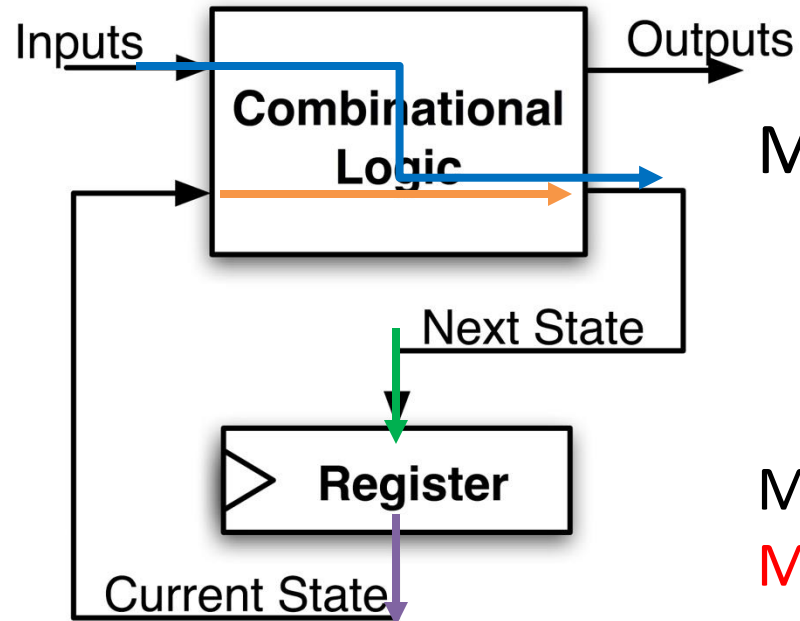 Inputs
Outputs
Combinational
Logic
M
Next State
Register
M
M
Current State